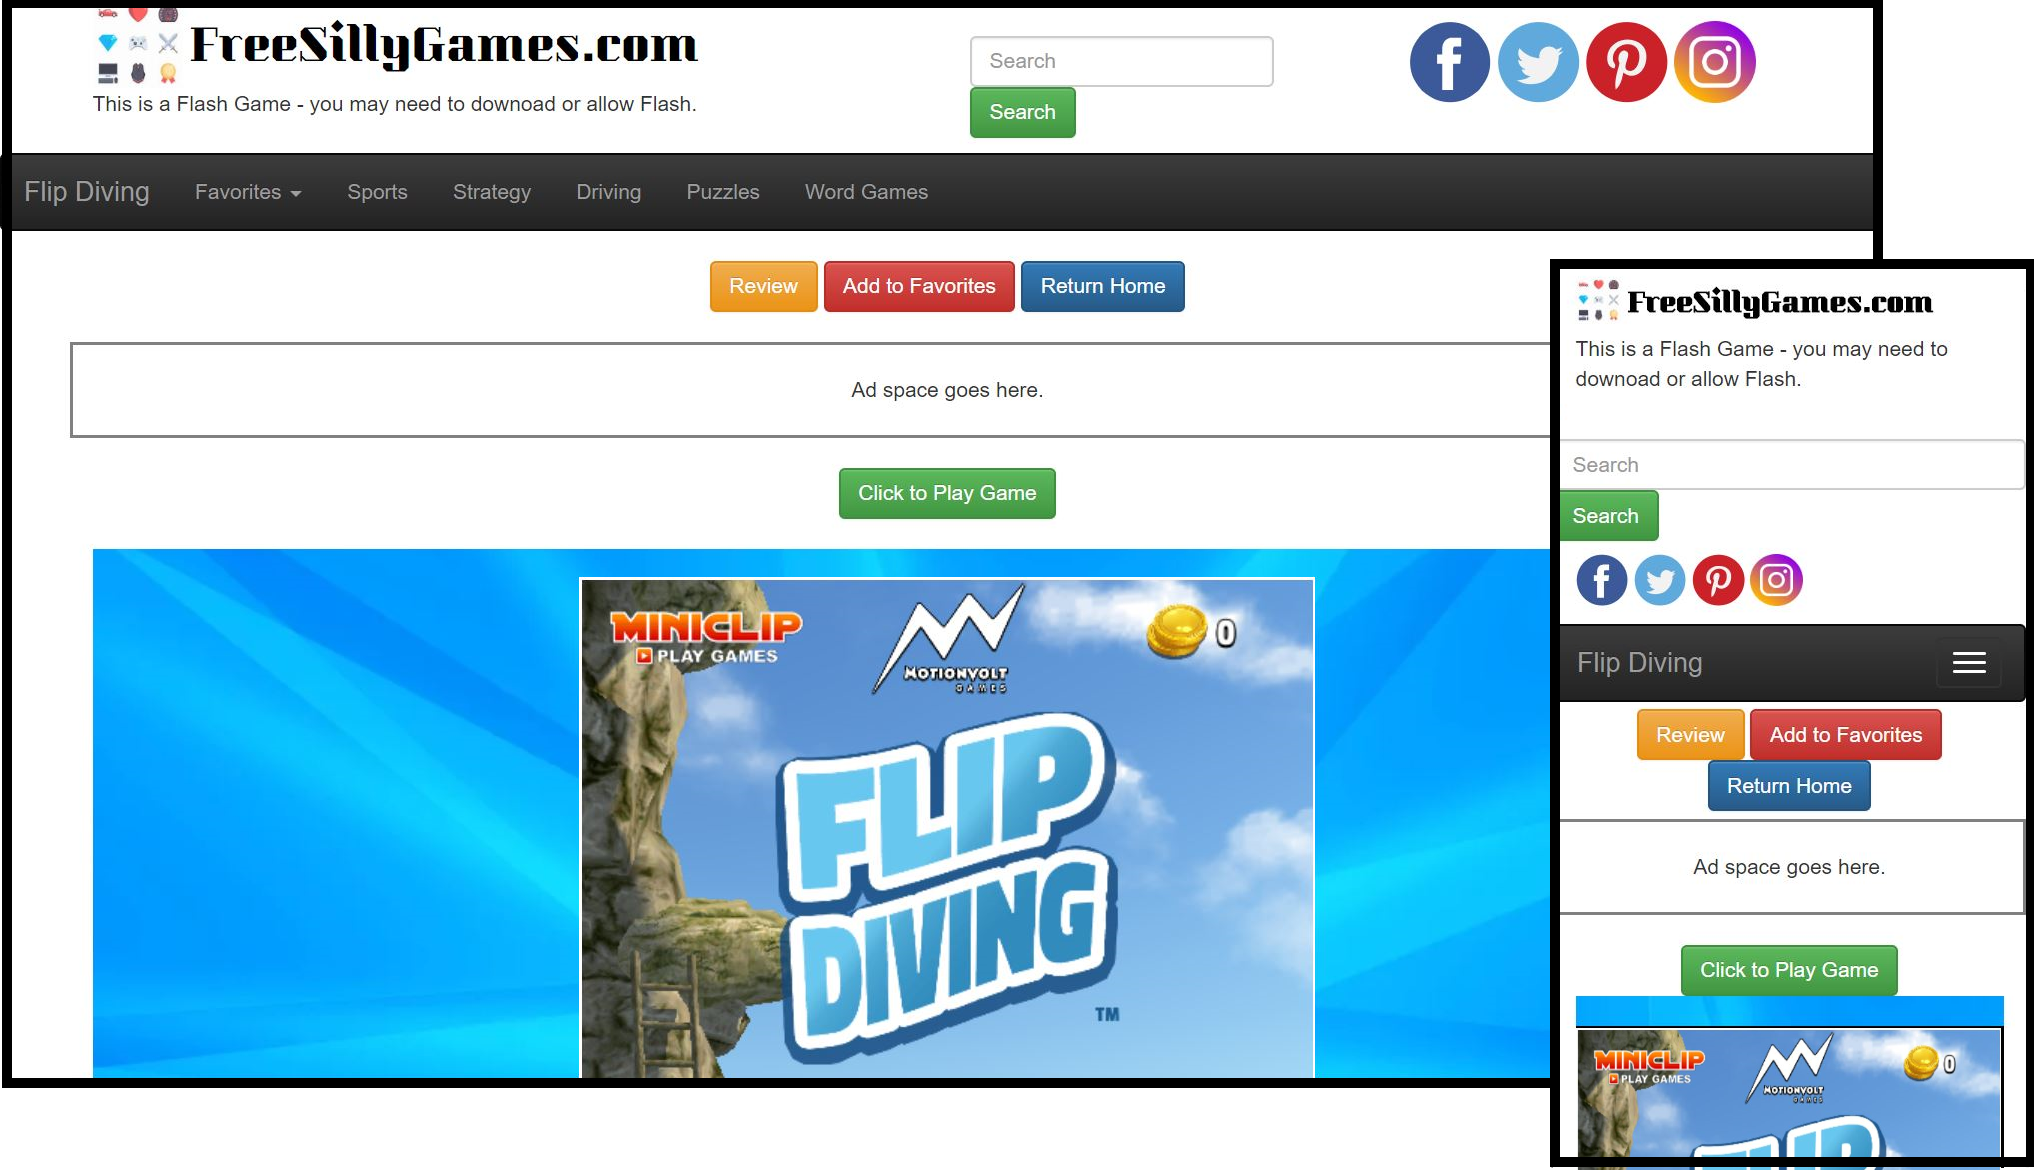 FreeSillyGames.com
This is a Flash Game - you may need to downoad or allow Flash.
Search
Search
Flip Diving Favorites Sports Strategy Driving Puzzles Word Games
Review Add to Favorites Return Home
Ad space goes here.
Click to Play Game
MINICLIP
PLAY GAMES
MOTIONVOLT
GAMES
0
FLIP
DIVING
TM
FreeSillyGames.com
This is a Flash Game - you may need to
downoad or allow Flash.
Search
Search
Flip Diving
Review Add to Favorites
Return Home
Ad space goes here.
Click to Play Game
MINICLIP
PLAY GAMES
MOTIONVOLT
GAMES
0
FLIP